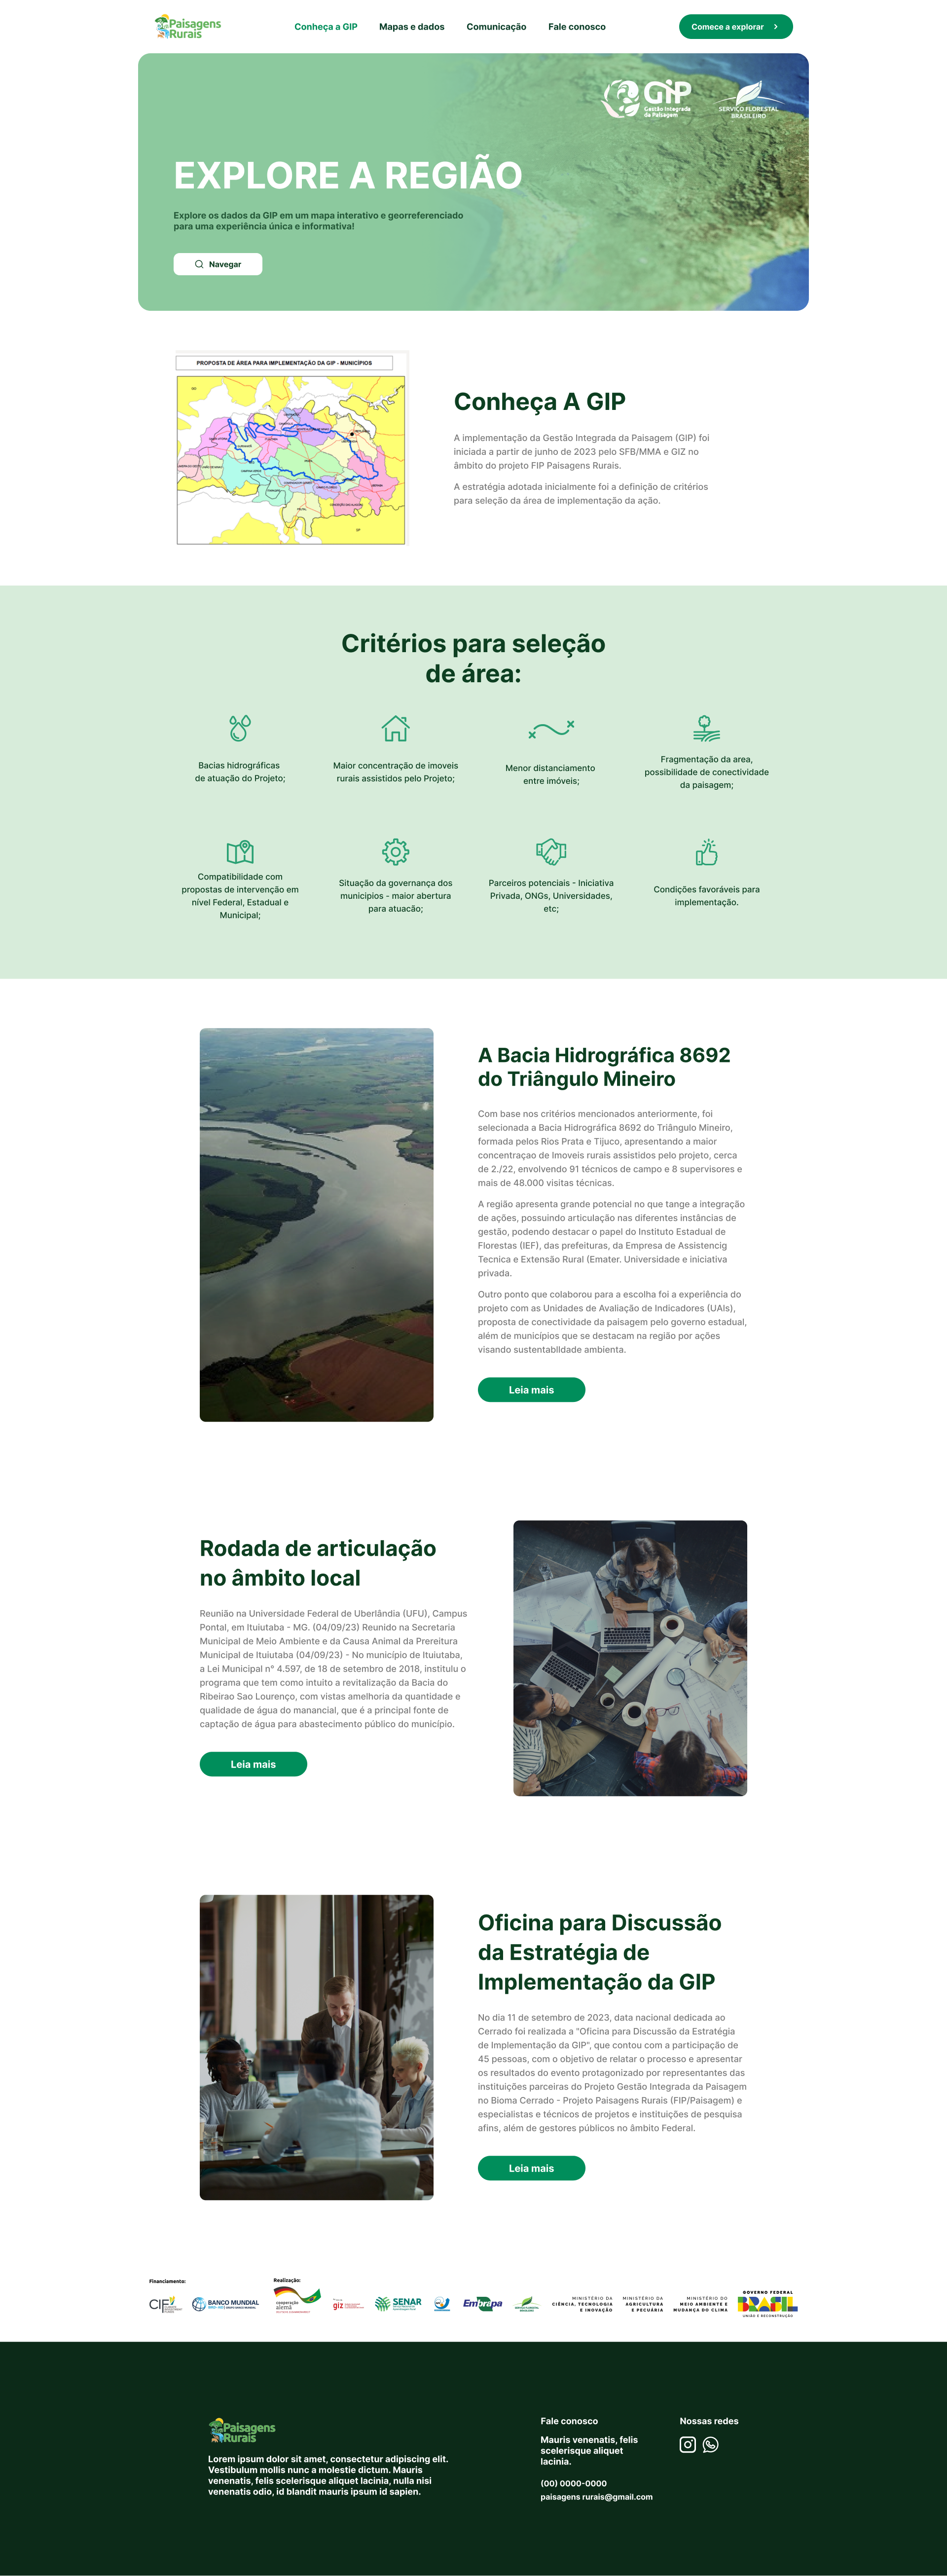 Paisagens
Rurais
Conheça a GIP
Mapas e dados
Comunicação
Fale conosco
Comece a explorar
GiP
Gestão Integrada
da Paisagem
SERVIÇO FLORESTAL
BRASILEIRO
EXPLORE A REGIÃO
Explore os dados da GIP em um mapa interativo e georreferenciado
para uma experiência única e informativa!
Navegar
PROPOSTA DE ÁREA PARA IMPLEMENTAÇÃO DA GIP - MUNICÍPIOS
Conheça A GIP
A implementação da Gestão Integrada da Paisagem (GIP) foi
iniciada a partir de junho de 2023 pelo SFB/MMA e GIZ no
âmbito do projeto FIP Paisagens Rurais.
A estratégia adotada inicialmente foi a definição de critérios
para seleção da área de implementação da ação.
Critérios para seleção
de área:
Bacias hidrográficas
de atuação do Projeto;
Maior concentração de imoveis
rurais assistidos pelo Projeto;
Menor distanciamento
entre imóveis;
Fragmentação da area,
possibilidade de conectividade
da paisagem;
Compatibilidade com
propostas de intervenção em
nível Federal, Estadual e
Municipal;
Situação da governança dos
municipios - maior abertura
para atuacão;
Parceiros potenciais - Iniciativa
Privada, ONGs, Universidades,
etc;
Condições favoráveis para
implementação.
A Bacia Hidrográfica 8692
do Triângulo Mineiro
Com base nos critérios mencionados anteriormente, foi
selecionada a Bacia Hidrográfica 8692 do Triângulo Mineiro,
formada pelos Rios Prata e Tijuco, apresentando a maior
concentraçao de Imoveis rurais assistidos pelo projeto, cerca
de 2./22, envolvendo 91 técnicos de campo e 8 supervisores e
mais de 48.000 visitas técnicas.
A região apresenta grande potencial no que tange a integração
de ações, possuindo articulação nas diferentes instâncias de
gestão, podendo destacar o papel do Instituto Estadual de
Florestas (IEF), das prefeituras, da Empresa de Assistencig
Tecnica e Extensão Rural (Emater. Universidade e iniciativa
privada.
Outro ponto que colaborou para a escolha foi a experiência do
projeto com as Unidades de Avaliação de Indicadores (UAIs),
proposta de conectividade da paisagem pelo governo estadual,
além de municípios que se destacam na região por ações
visando sustentablldade ambienta.
Leia mais
Rodada de articulação
no âmbito local
Reunião na Universidade Federal de Uberlândia (UFU), Campus
Pontal, em Ituiutaba - MG. (04/09/23) Reunido na Secretaria
Municipal de Meio Ambiente e da Causa Animal da Prereitura
Municipal de Ituiutaba (04/09/23) - No município de Ituiutaba,
a Lei Municipal n° 4.597, de 18 de setembro de 2018, institulu o
programa que tem como intuito a revitalização da Bacia do
Ribeirao Sao Lourenço, com vistas amelhoria da quantidade e
qualidade de água do manancial, que é a principal fonte de
captação de água para abastecimento público do município.
Leia mais
Oficina para Discussão
da Estratégia de
Implementação da GIP
No dia 11 de setembro de 2023, data nacional dedicada ao
Cerrado foi realizada a "Oficina para Discussão da Estratégia
de Implementação da GIP", que contou com a participação de
45 pessoas, com o objetivo de relatar o processo e apresentar
os resultados do evento protagonizado por representantes das
instituições parceiras do Projeto Gestão Integrada da Paisagem
no Bioma Cerrado - Projeto Paisagens Rurais (FIP/Paisagem) e
especialistas e técnicos de projetos e instituições de pesquisa
afins, além de gestores públicos no âmbito Federal.
Leia mais
Financiamento:
Realização:
CIF
BANCO MUNDIAL
cooperação
alemã
giz
SENAR
Embrapa
MINISTÉRIO DA
CIÊNCIA, TECNOLOGIA
E INOVAÇÃO
MINISTÉRIO DA
AGRICULTURA
E PECUÁRIA
MINISTÉRIO DO
MEIO AMBIENTE E
MUDANÇA DO CLIMA
GOVERNO FEDERAL
BRASIL
UNIÃO E RECONSTRUÇÃO
Paisagens
Rurais
Lorem ipsum dolor sit amet, consectetur adipiscing elit.
Vestibulum mollis nunc a molestie dictum. Mauris
venenatis, felis scelerisque aliquet lacinia, nulla nisi
venenatis odio, id blandit mauris ipsum id sapien.
Fale conosco
Mauris venenatis, felis
scelerisque aliquet
lacinia.
(00) 0000-0000
paisagens rurais@gmail.com
Nossas redes